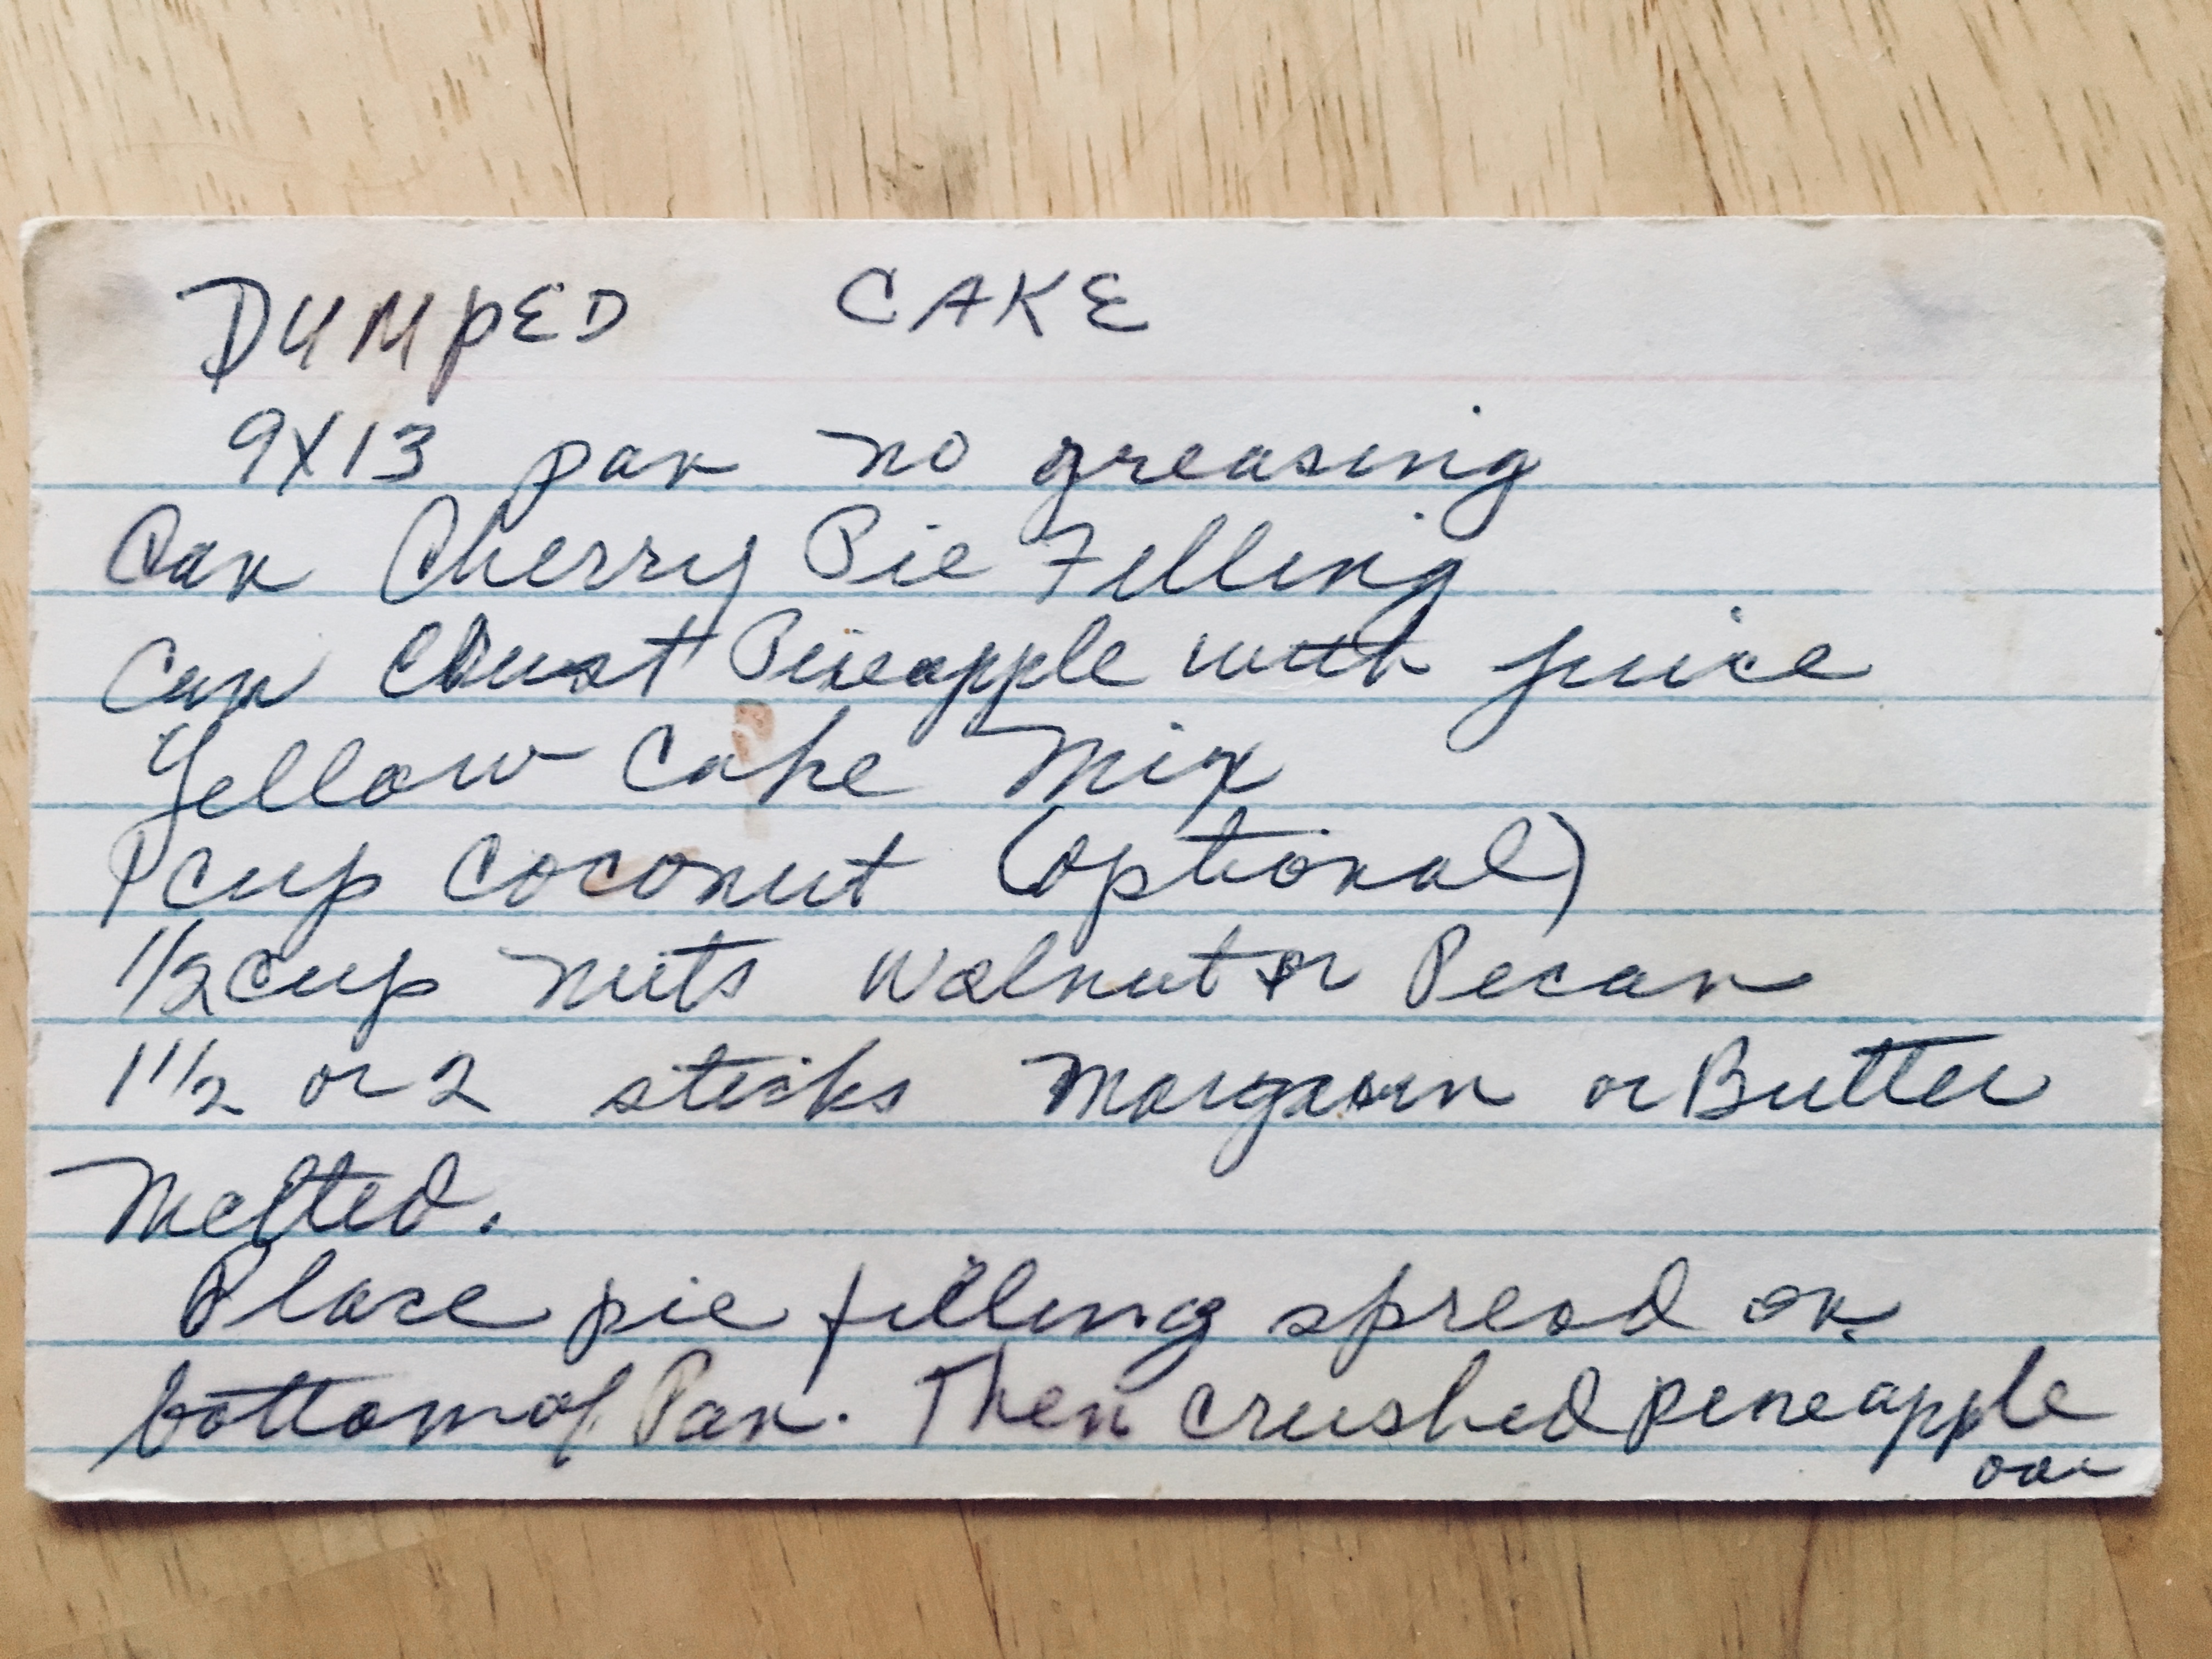 DUMPED CAKE
9X13 pan no greasing
Can Cherry Pie Filling
Can Crust Pineapple with juice
Yellow Cake Mix
1 cup Coconut (optional)
1/2 cup nuts Walnut or Pecan
1 1/2 or 2 sticks Margaorn or Butter
Melted.
Place pie filling spread on
bottom of Pan. Then crushed pineapple